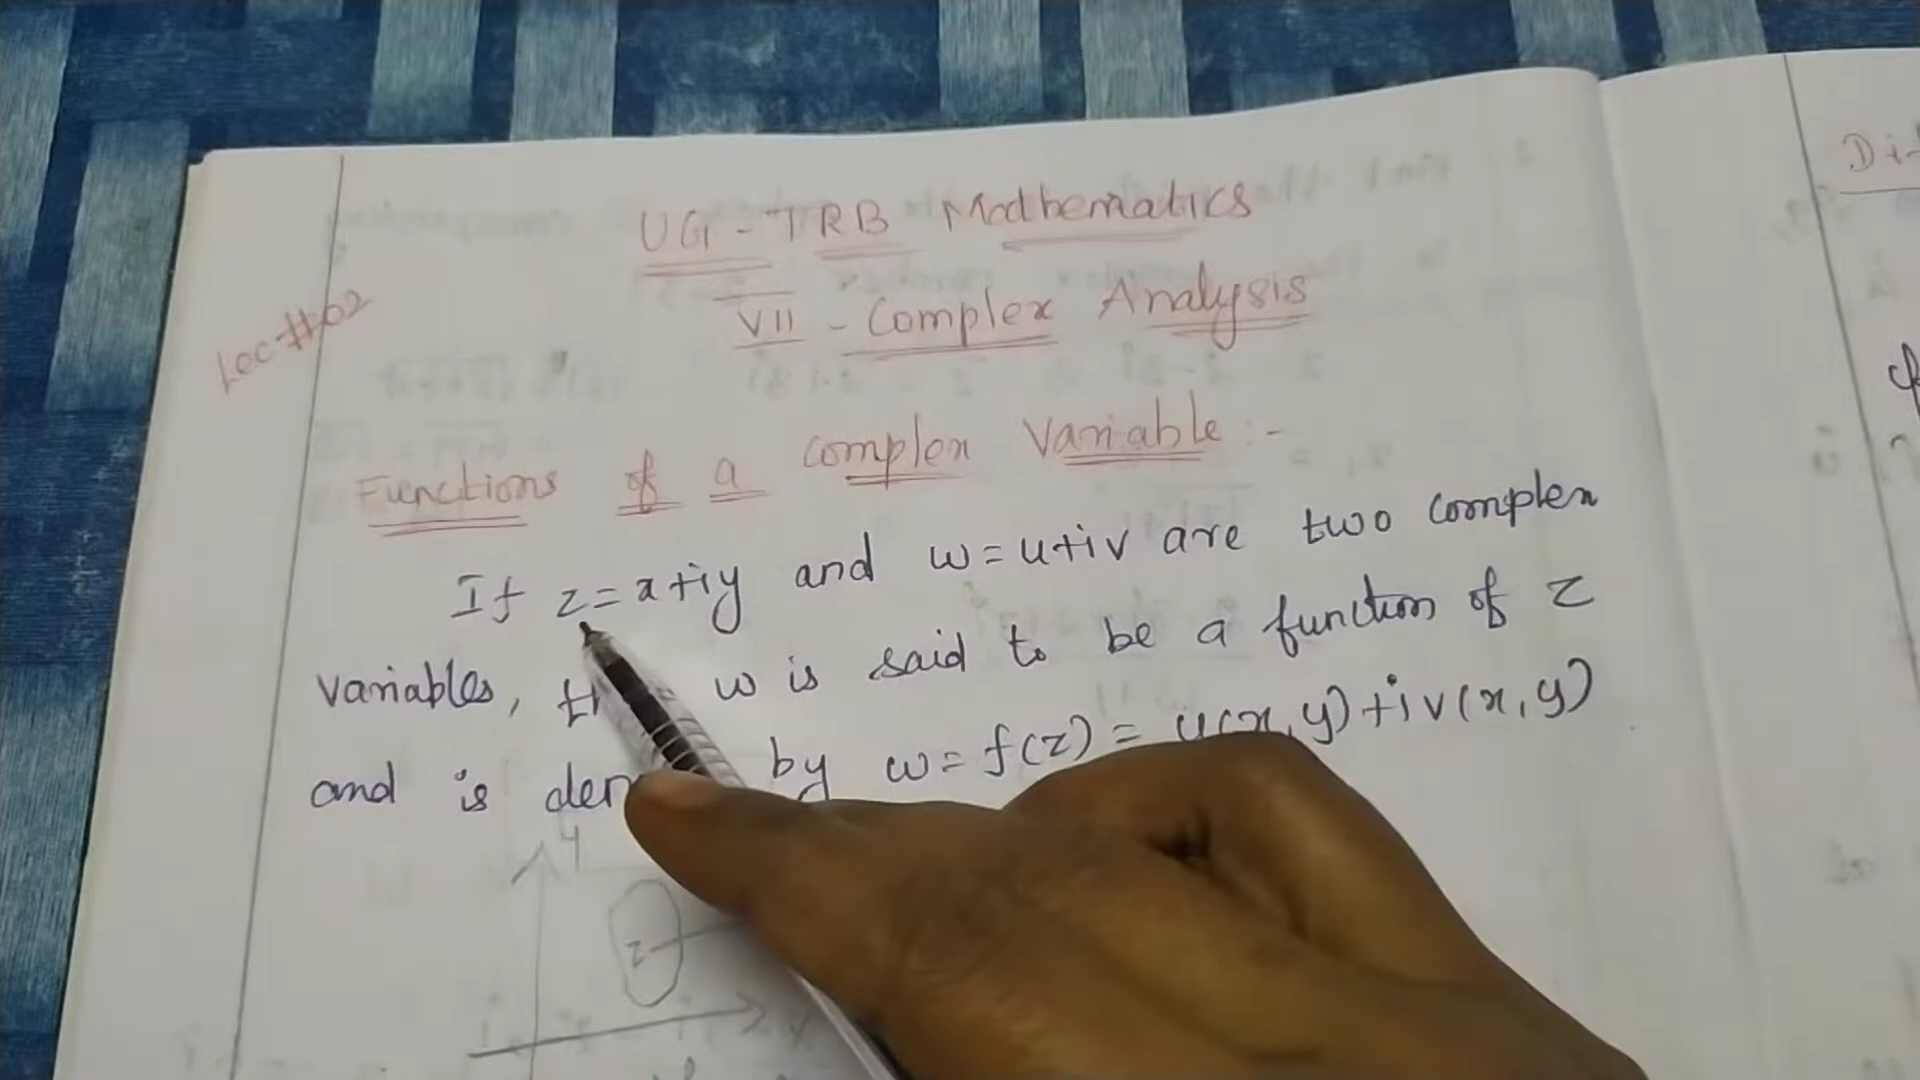 UG - TRB Mathematics
VII - Complex Analysis
Lec#02
Functions of a complex Variable :-
If z=x+iy and w=u+iv are two complex
variables, w is said to be a function of z
and is by w=f(z)= u(x,y)+iv(x,y)
y
z
x